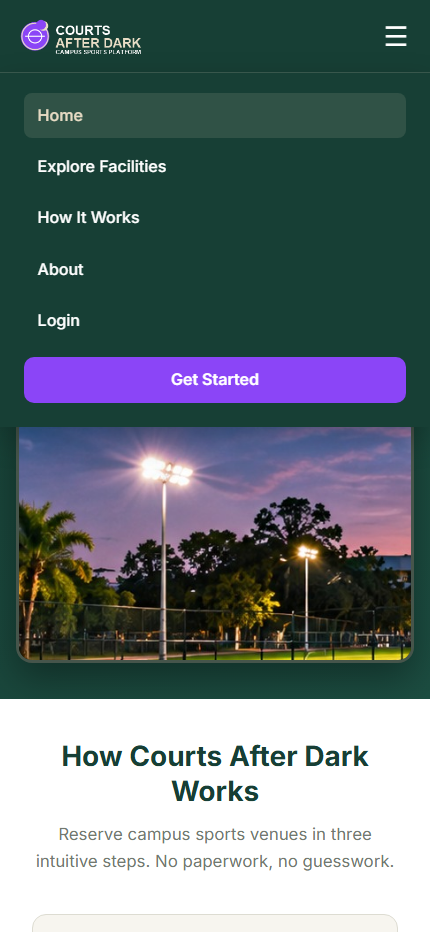 COURTS
AFTER DARK
CAMPUS SPORTS PLATFORM
Home
Explore Facilities
How It Works
About
Login
Get Started
How Courts After Dark
Works
Reserve campus sports venues in three
intuitive steps. No paperwork, no guesswork.